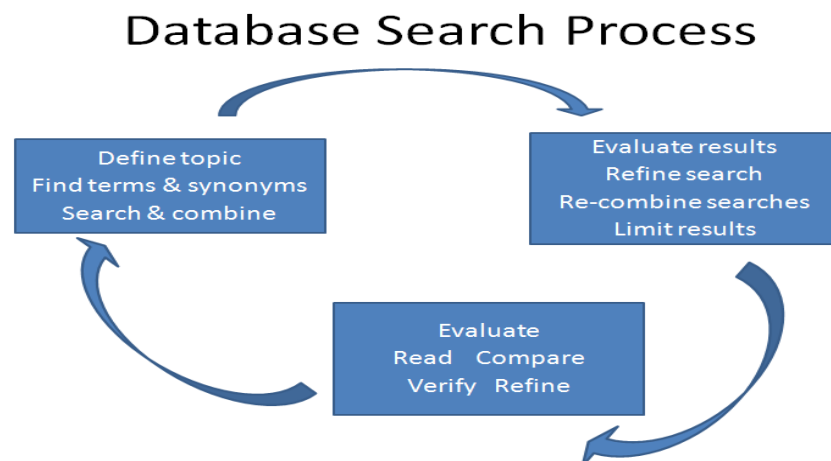 Database Search Process
Define topic
Find terms & synonyms
Search & combine
Evaluate results
Refine search
Re-combine searches
Limit results
Evaluate
Read Compare
Verify Refine